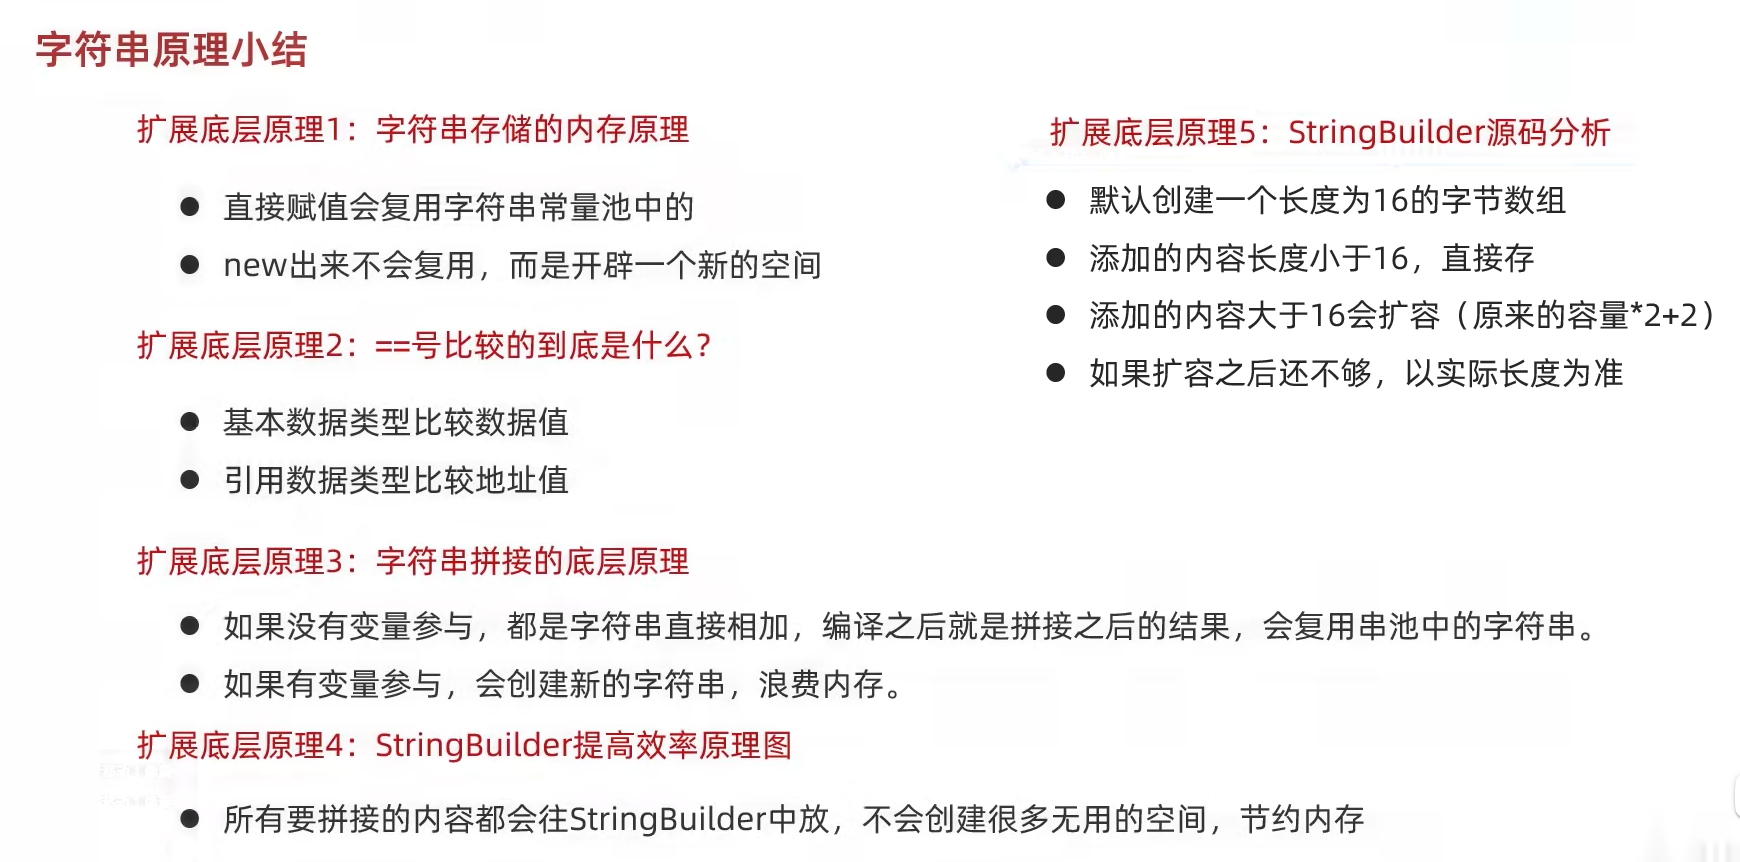 字符串原理小结
扩展底层原理1：字符串存储的内存原理
● 直接赋值会复用字符串常量池中的
● new出来不会复用，而是开辟一个新的空间
扩展底层原理2：==号比较的到底是什么？
● 基本数据类型比较数据值
● 引用数据类型比较地址值
扩展底层原理3：字符串拼接的底层原理
● 如果没有变量参与，都是字符串直接相加，编译之后就是拼接之后的结果，会复用串池中的字符串。
● 如果有变量参与，会创建新的字符串，浪费内存。
扩展底层原理4：StringBuilder提高效率原理图
● 所有要拼接的内容都会往StringBuilder中放，不会创建很多无用的空间，节约内存
扩展底层原理5：StringBuilder源码分析
● 默认创建一个长度为16的字节数组
● 添加的内容长度小于16，直接存
● 添加的内容大于16会扩容（原来的容量*2+2）
● 如果扩容之后还不够，以实际长度为准